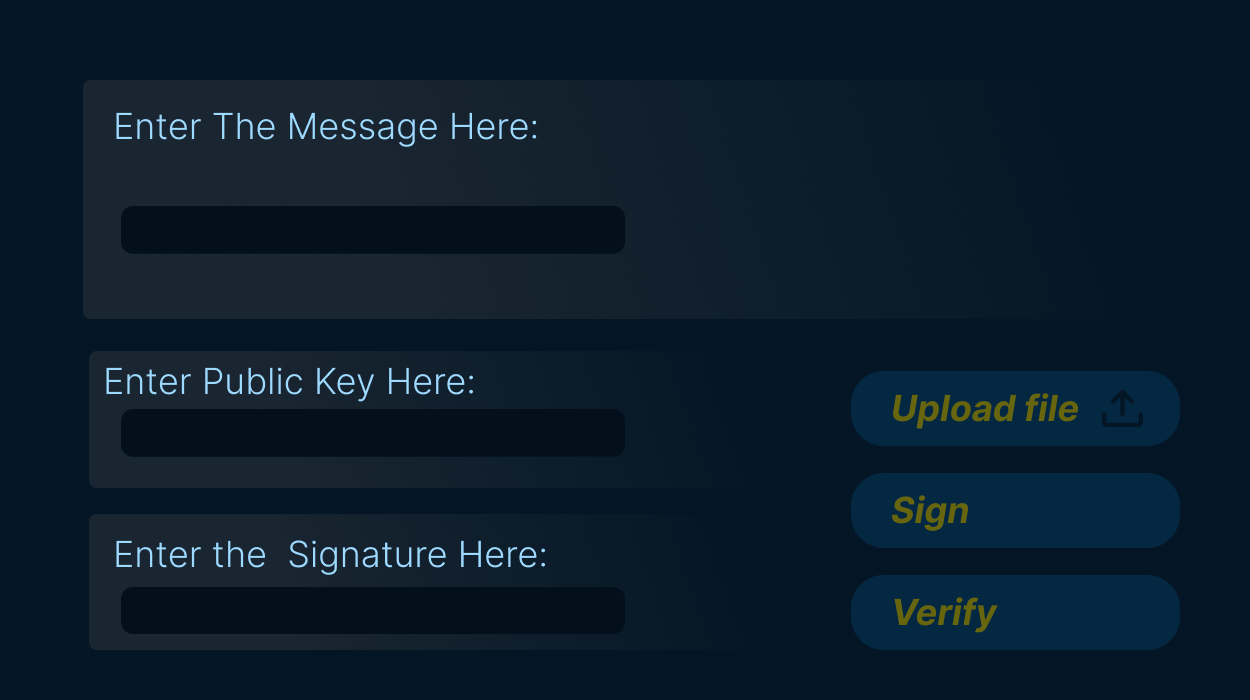 Enter The Message Here:
Enter Public Key Here:
Upload file
Sign
Enter the  Signature Here:
Verify